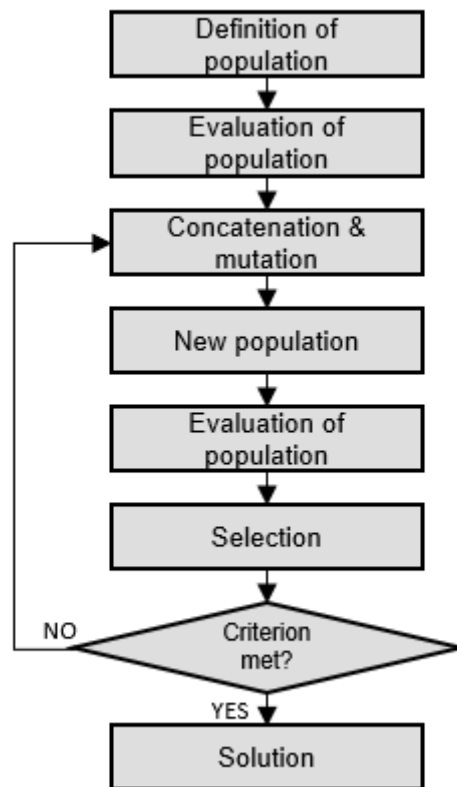 Definition of
population
Evaluation of
population
Concatenation &
mutation
New population
Evaluation of
population
Selection
Criterion
met?
NO
YES
Solution